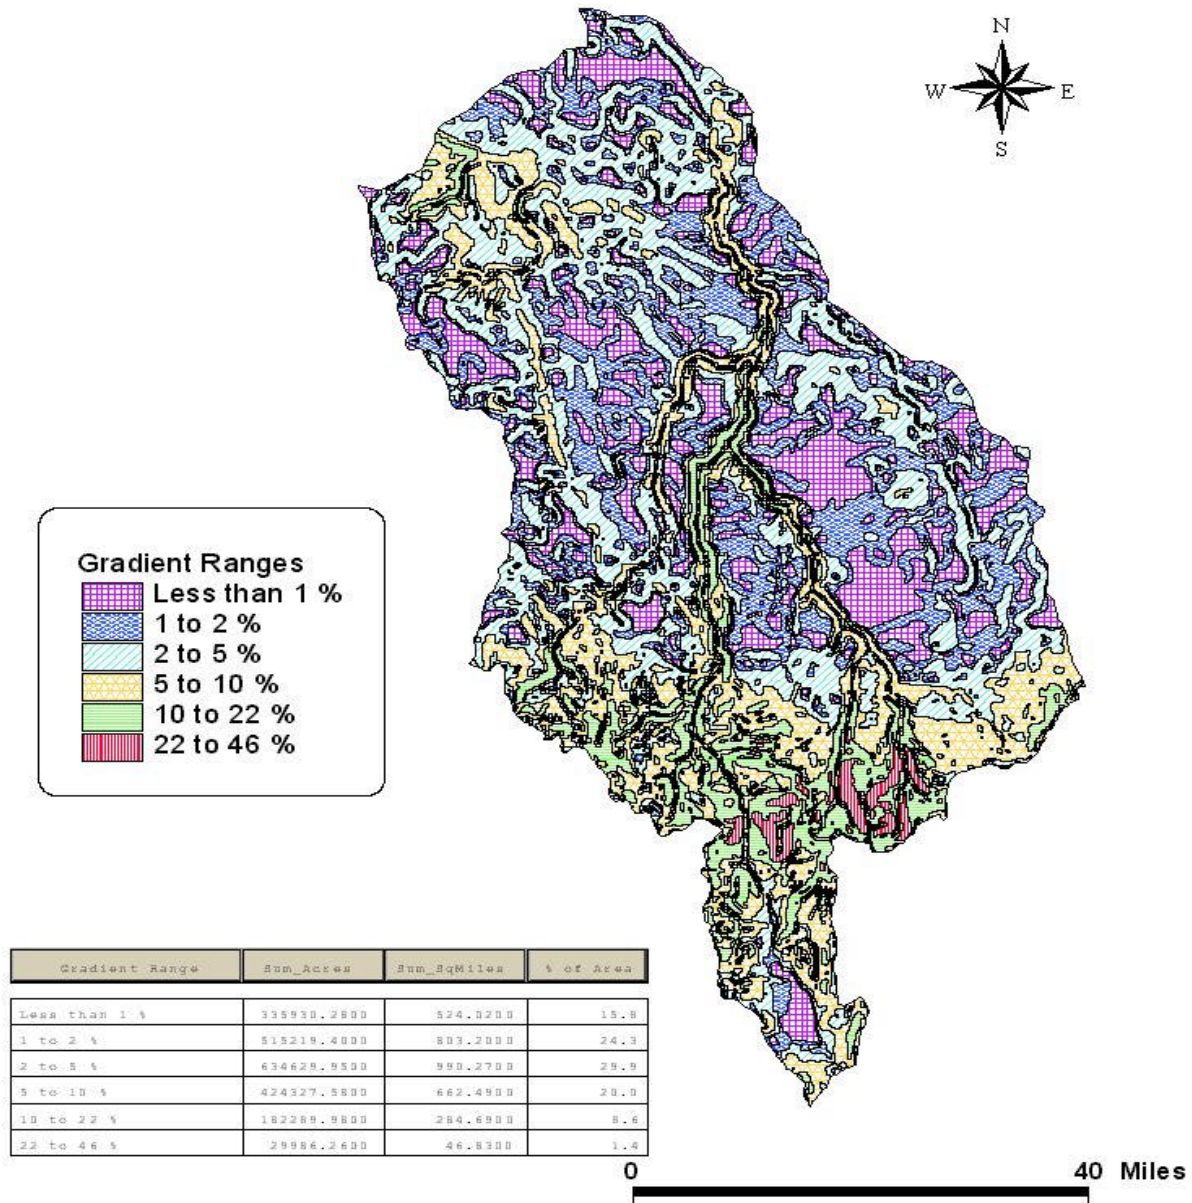 N
W E
S
Gradient Ranges
Less than 1 %
1 to 2 %
2 to 5 %
5 to 10 %
10 to 22 %
22 to 46 %
Gradient Range Sum_Acres Sum_SqMiles % of Area
Less than 1 % 335930.2800 524.0200 15.8
1 to 2 % 515219.4000 803.2000 24.3
2 to 5 % 634629.9500 990.2700 29.9
5 to 10 % 424327.5800 662.4900 20.0
10 to 22 % 182289.9800 284.6900 8.6
22 to 46 % 29986.2600 46.8300 1.4
0 40 Miles